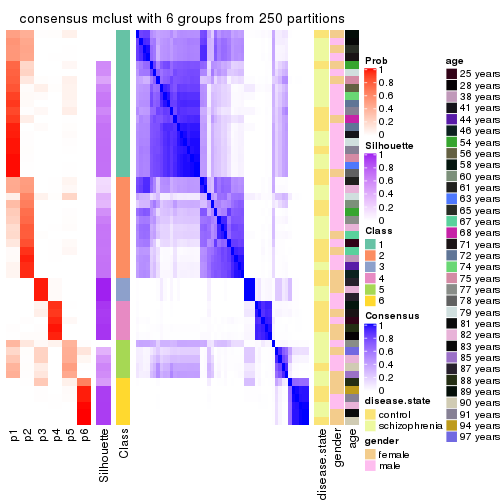 consensus mclust with 6 groups from 250 partitions
Prob
1
0.8
0.6
0.4
0.2
0
Silhouette
1
0.8
0.6
0.4
0.2
0
Class
1
2
3
4
5
6
Consensus
1
0.8
0.6
0.4
0.2
0
disease.state
control
schizophrenia
gender
female
male
age
25 years
28 years
38 years
41 years
44 years
46 years
54 years
56 years
58 years
60 years
61 years
63 years
65 years
67 years
68 years
71 years
72 years
74 years
75 years
77 years
78 years
79 years
81 years
82 years
83 years
85 years
87 years
88 years
89 years
90 years
91 years
94 years
97 years
p1
p2
p3
p4
p5
p6
Silhouette
Class
disease.state
gender
age